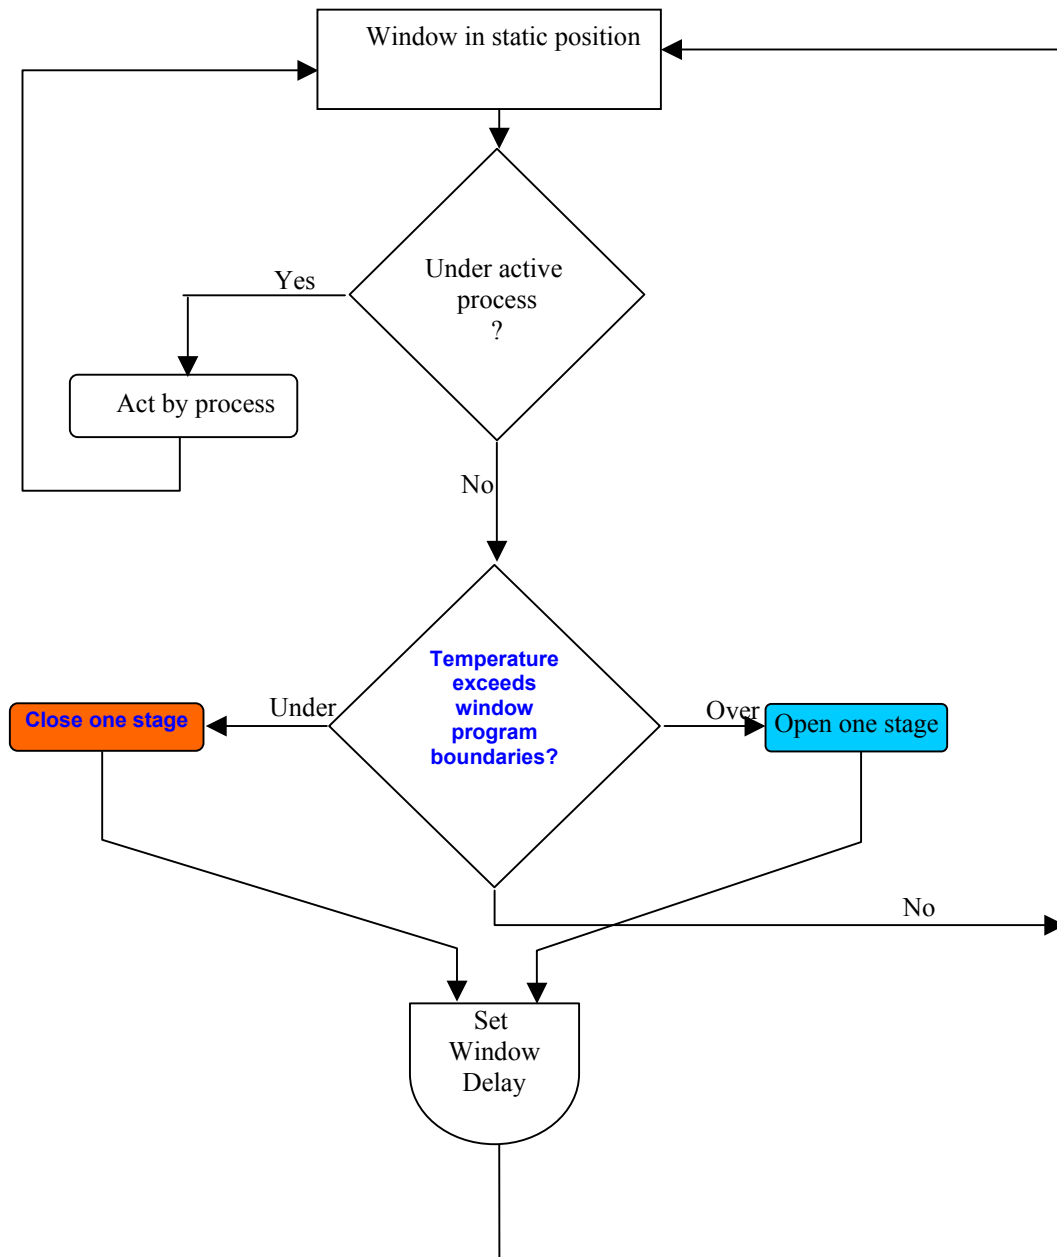 Window in static position
Under active
process
?
Yes
Act by process
No
Temperature
exceeds
window
program
boundaries?
Under
Close one stage
Over
Open one stage
No
Set
Window
Delay